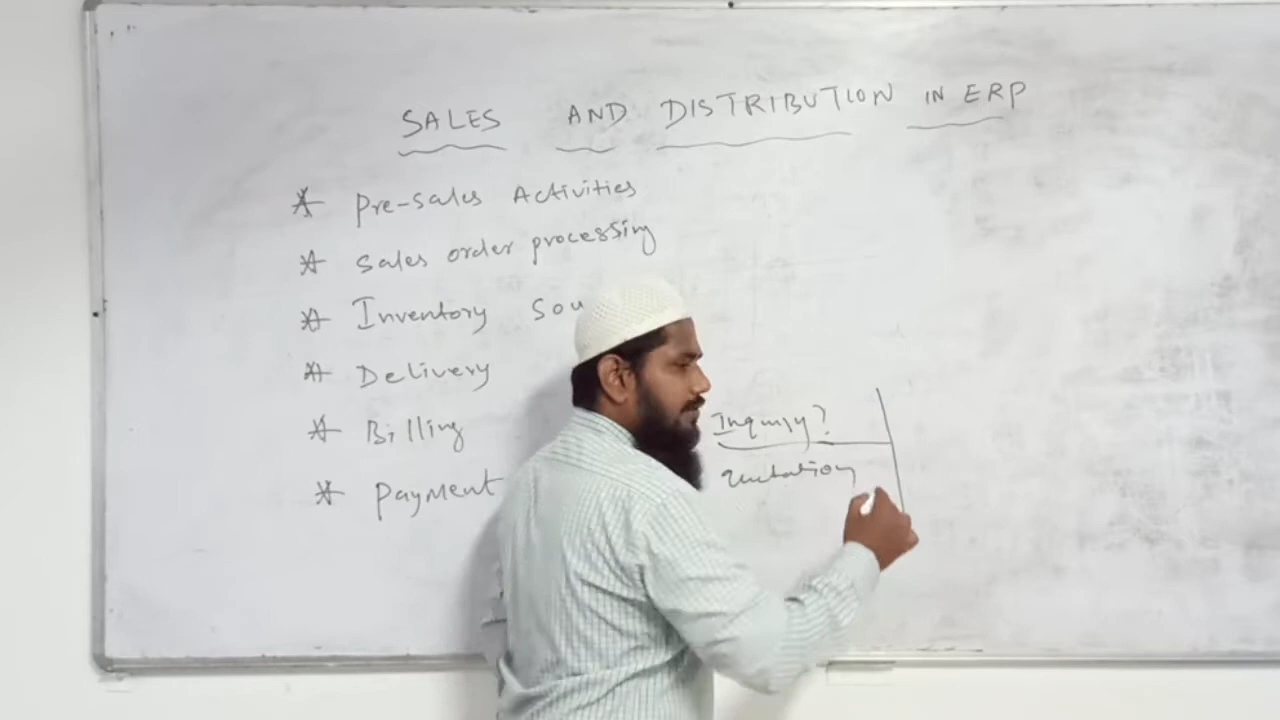 SALES AND DISTRIBUTION IN ERP
* Pre-sales Activities
* Sales order processing
* Inventory Sou
* Delivery
* Billing
* Payment
Inquiry?
Quotation